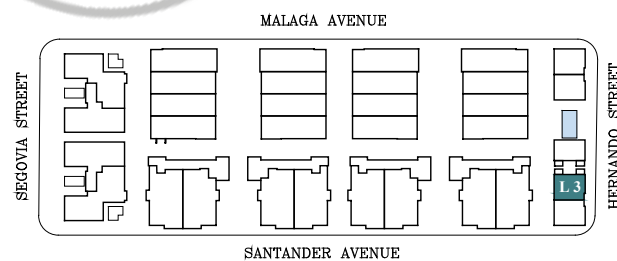 MALAGA AVENUE
SEGOVIA STREET
HERNANDO STREET
L 3
SANTANDER AVENUE